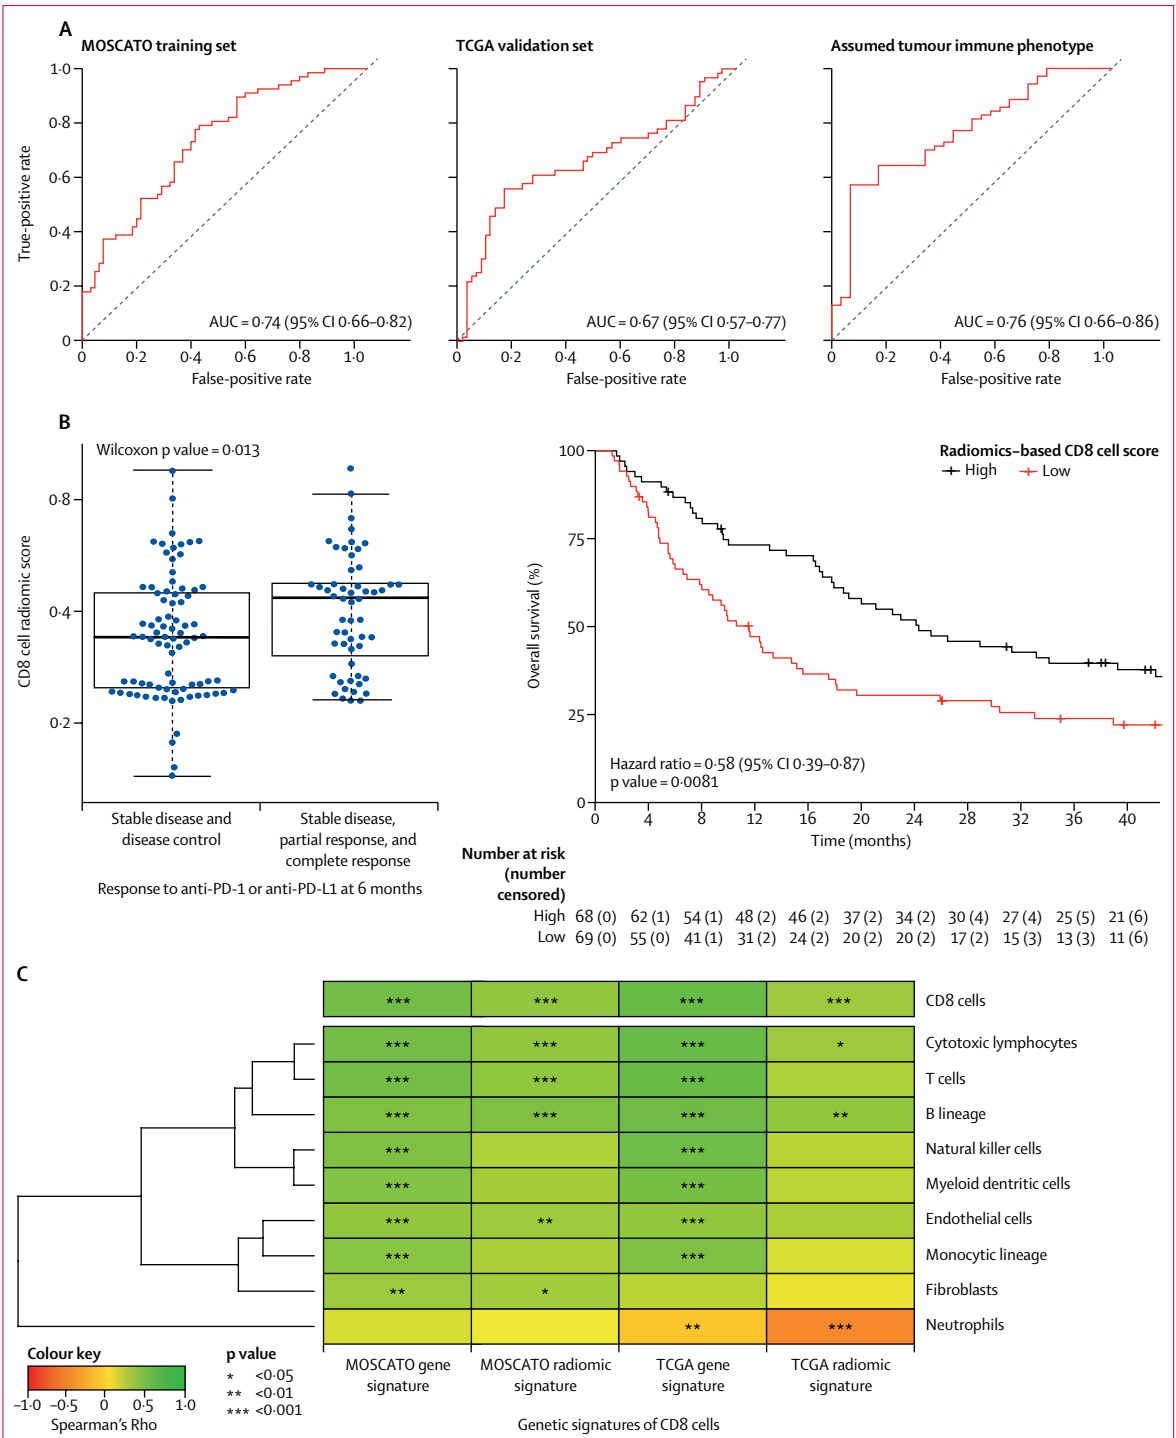 A
MOSCATO training set
TCGA validation set
Assumed tumour immune phenotype
True-positive rate
1·0
0·8
0·6
0·4
0·2
0
AUC = 0·74 (95% CI 0·66–0·82)
AUC = 0·67 (95% CI 0·57–0·77)
AUC = 0·76 (95% CI 0·66–0·86)
0 0·2 0·4 0·6 0·8 1·0
0 0·2 0·4 0·6 0·8 1·0
0 0·2 0·4 0·6 0·8 1·0
False-positive rate
False-positive rate
False-positive rate
B
Wilcoxon p value = 0·013
CD8 cell radiomic score
0·8
0·4
0·2
Stable disease and
disease control
Stable disease,
partial response, and
complete response
Response to anti-PD-1 or anti-PD-L1 at 6 months
Radiomics–based CD8 cell score
High Low
Overall survival (%)
100
75
50
25
0
Hazard ratio = 0·58 (95% CI 0·39–0·87)
p value = 0·0081
0 4 8 12 16 20 24 28 32 36 40
Time (months)
Number at risk
(number
censored)
High 68 (0) 62 (1) 54 (1) 48 (2) 46 (2) 37 (2) 34 (2) 30 (4) 27 (4) 25 (5) 21 (6)
Low 69 (0) 55 (0) 41 (1) 31 (2) 24 (2) 20 (2) 20 (2) 17 (2) 15 (3) 13 (3) 11 (6)
C
*** *** *** *** CD8 cells
*** *** *** * Cytotoxic lymphocytes
*** *** *** T cells
*** *** *** ** B lineage
*** *** Natural killer cells
*** *** Myeloid dentritic cells
*** ** *** Endothelial cells
*** *** Monocytic lineage
** * Fibroblasts
** *** Neutrophils
Colour key
–1·0 –0·5 0 0·5 1·0
Spearman's Rho
p value
* <0·05
** <0·01
*** <0·001
MOSCATO gene
signature
MOSCATO radiomic
signature
TCGA gene
signature
TCGA radiomic
signature
Genetic signatures of CD8 cells